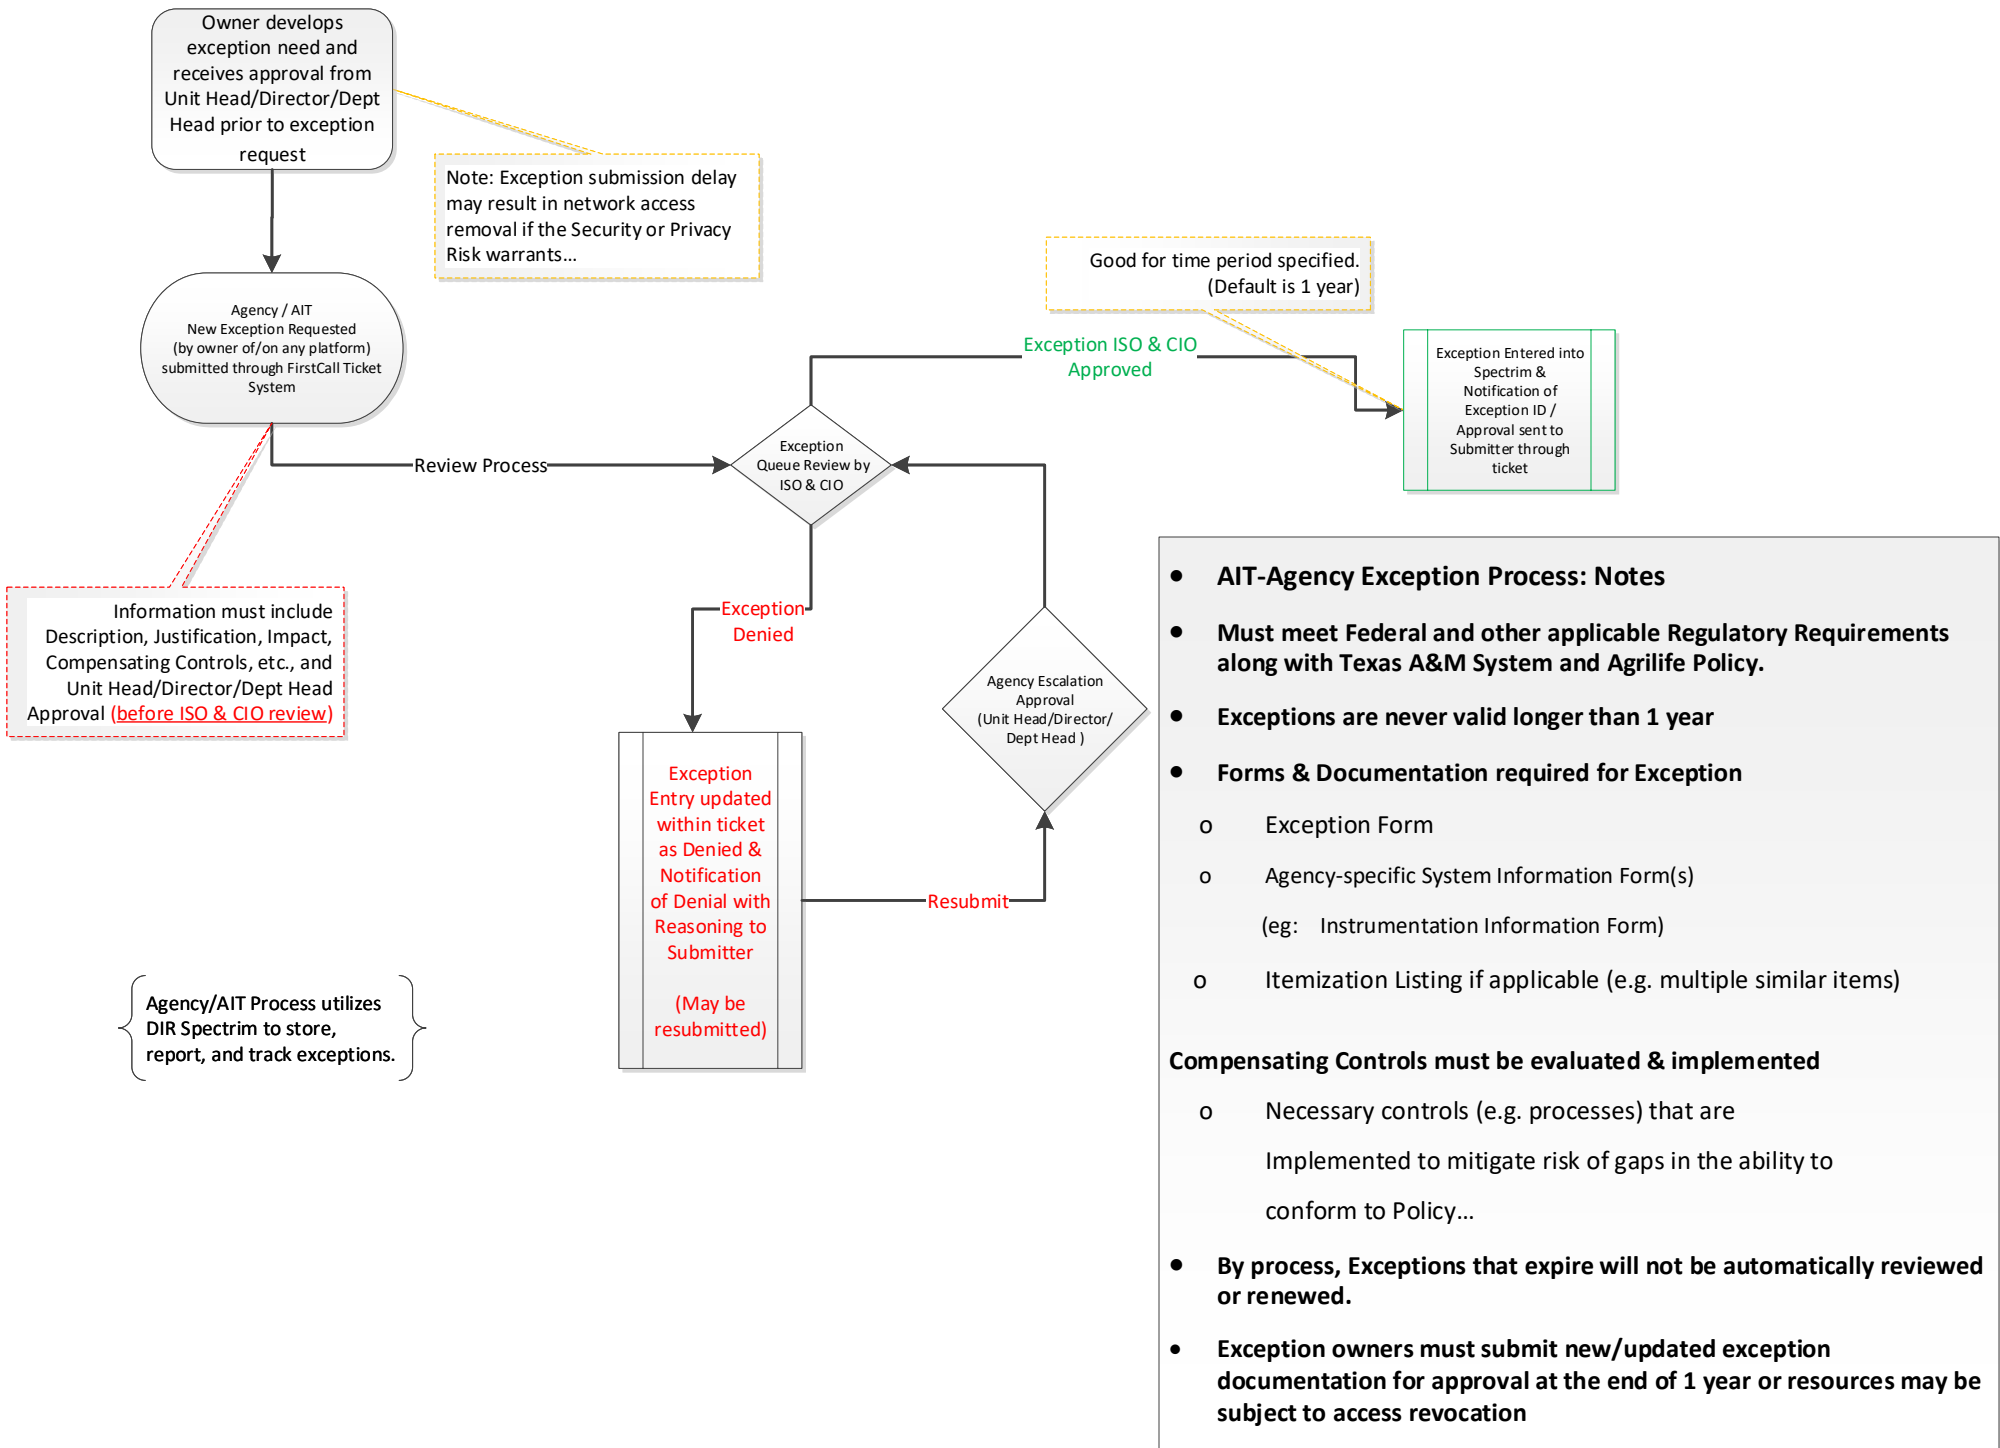 Owner develops
exception need and
receives approval from
Unit Head/Director/Dept
Head prior to exception
request
Note: Exception submission delay
may result in network access
removal if the Security or Privacy
Risk warrants...
Agency / AIT
New Exception Requested
(by owner of/on any platform)
submitted through FirstCall Ticket
System
Good for time period specified.
(Default is 1 year)
Exception ISO & CIO
Approved
Exception Entered into
Spectrim &
Notification of
Exception ID /
Approval sent to
Submitter through
ticket
Review Process
Exception
Queue Review by
ISO & CIO
Information must include
Description, Justification, Impact,
Compensating Controls, etc., and
Unit Head/Director/Dept Head
Approval (before ISO & CIO review)
Exception
Denied
Agency Escalation
Approval
(Unit Head/Director/
Dept Head )
Exception
Entry updated
within ticket
as Denied &
Notification
of Denial with
Reasoning to
Submitter
(May be
resubmitted)
Resubmit
Agency/AIT Process utilizes
DIR Spectrim to store,
report, and track exceptions.
• AIT-Agency Exception Process: Notes
• Must meet Federal and other applicable Regulatory Requirements
along with Texas A&M System and Agrilife Policy.
• Exceptions are never valid longer than 1 year
• Forms & Documentation required for Exception
o Exception Form
o Agency-specific System Information Form(s)
(eg: Instrumentation Information Form)
o Itemization Listing if applicable (e.g. multiple similar items)
Compensating Controls must be evaluated & implemented
o Necessary controls (e.g. processes) that are
Implemented to mitigate risk of gaps in the ability to
conform to Policy...
• By process, Exceptions that expire will not be automatically reviewed
or renewed.
• Exception owners must submit new/updated exception
documentation for approval at the end of 1 year or resources may be
subject to access revocation